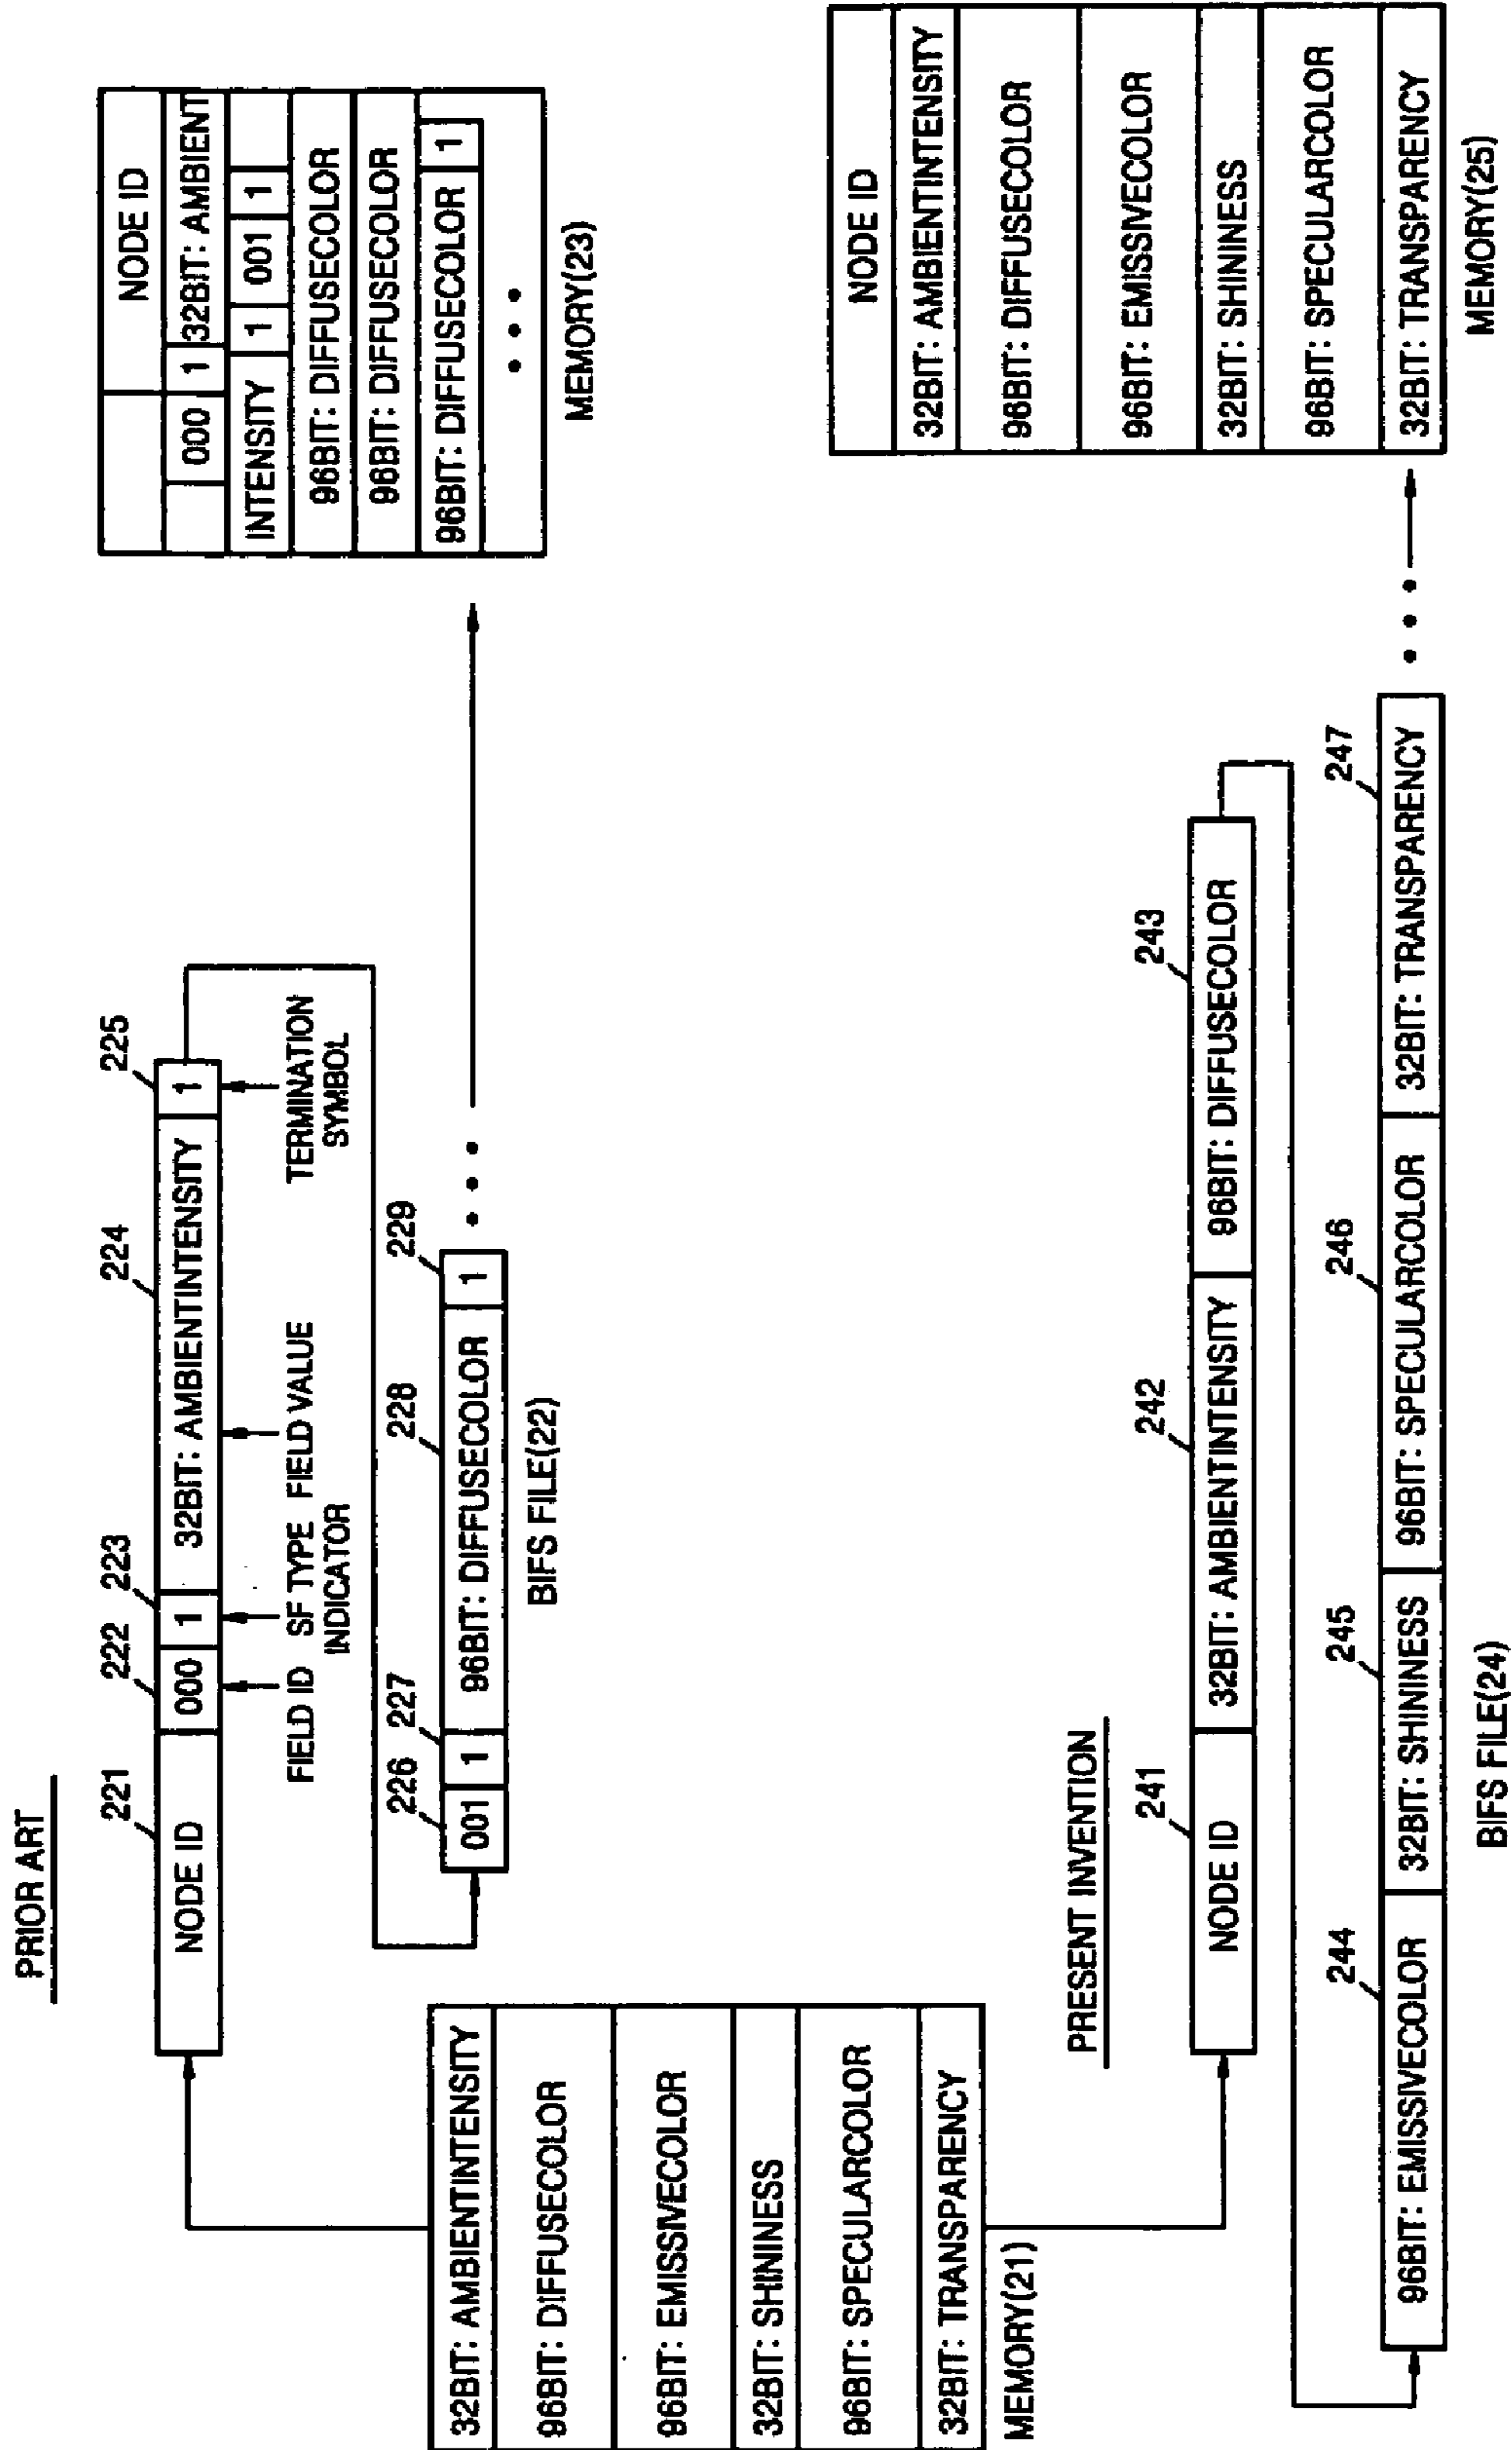 PRIOR ART
221
222
223
224
225
NODE ID
000
1
32BIT: AMBIENTINTENSITY
1
FIELD ID
SF TYPE
INDICATOR
FIELD VALUE
TERMINATION
SYMBOL
226
227
228
229
001
1
96BIT: DIFFUSECOLOR
1
• • •
BIFS FILE(22)
NODE ID
000
1
32BIT: AMBIENT
INTENSITY
1
001
1
96BIT: DIFFUSECOLOR
96BIT: DIFFUSECOLOR
96BIT: DIFFUSECOLOR
1
• • •
MEMORY(23)
32BIT: AMBIENTINTENSITY
96BIT: DIFFUSECOLOR
96BIT: EMISSIVECOLOR
32BIT: SHININESS
96BIT: SPECULARCOLOR
32BIT: TRANSPARENCY
MEMORY(21)
PRESENT INVENTION
241
242
243
NODE ID
32BIT: AMBIENTINTENSITY
96BIT: DIFFUSECOLOR
244
245
246
247
96BIT: EMISSIVECOLOR
32BIT: SHININESS
96BIT: SPECULARCOLOR
32BIT: TRANSPARENCY
• • •
BIFS FILE(24)
NODE ID
32BIT: AMBIENTINTENSITY
96BIT: DIFFUSECOLOR
96BIT: EMISSIVECOLOR
32BIT: SHININESS
96BIT: SPECULARCOLOR
32BIT: TRANSPARENCY
MEMORY(25)